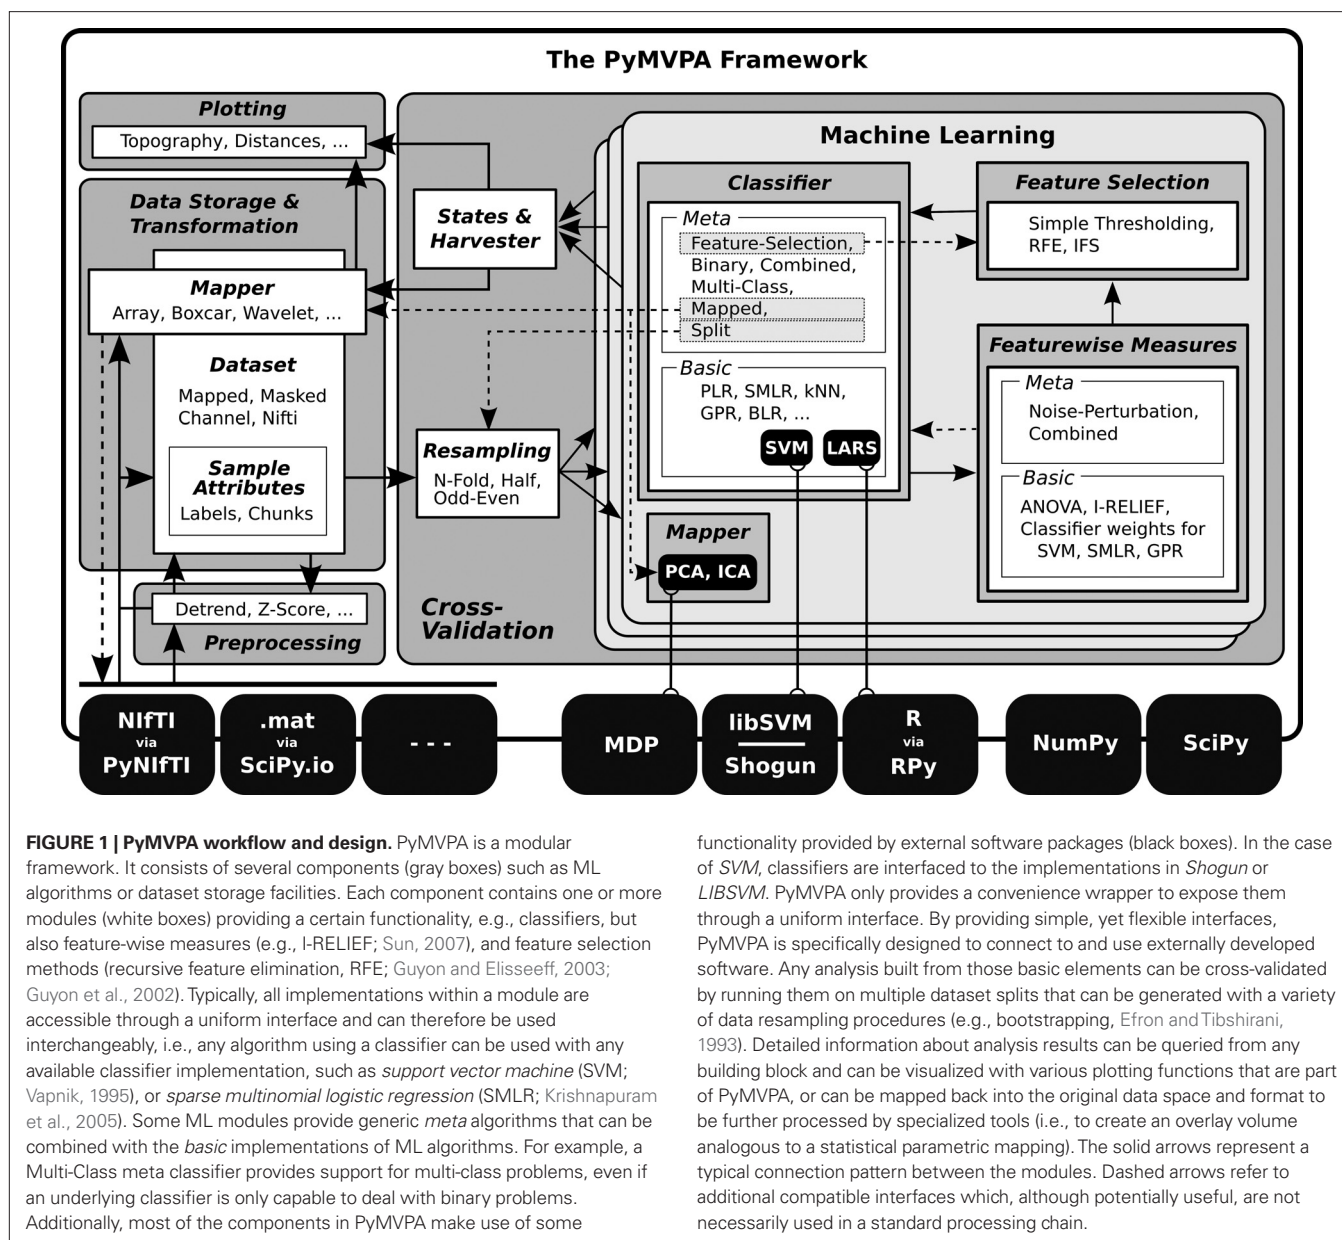 The PyMVPA Framework
Plotting
Topography, Distances, ...
Data Storage &
Transformation
Mapper
Array, Boxcar, Wavelet, ...
Dataset
Mapped, Masked
Channel, Nifti
Sample
Attributes
Labels, Chunks
Detrend, Z-Score, ...
Preprocessing
States &
Harvester
Resampling
N-Fold, Half,
Odd-Even
Cross-
Validation
Machine Learning
Classifier
Meta
Feature-Selection,
Binary, Combined,
Multi-Class,
Mapped,
Split
Basic
PLR, SMLR, kNN,
GPR, BLR, ...
SVM
LARS
Mapper
PCA, ICA
Feature Selection
Simple Thresholding,
RFE, IFS
Featurewise Measures
Meta
Noise-Perturbation,
Combined
Basic
ANOVA, I-RELIEF,
Classifier weights for
SVM, SMLR, GPR
NIfTI
via
PyNIfTI
.mat
via
SciPy.io
- - -
MDP
libSVM
Shogun
R
via
RPy
NumPy
SciPy
FIGURE 1 | PyMVPA workflow and design. PyMVPA is a modular
framework. It consists of several components (gray boxes) such as ML
algorithms or dataset storage facilities. Each component contains one or more
modules (white boxes) providing a certain functionality, e.g., classifiers, but
also feature-wise measures (e.g., I-RELIEF; Sun, 2007), and feature selection
methods (recursive feature elimination, RFE; Guyon and Elisseeff, 2003;
Guyon et al., 2002). Typically, all implementations within a module are
accessible through a uniform interface and can therefore be used
interchangeably, i.e., any algorithm using a classifier can be used with any
available classifier implementation, such as support vector machine (SVM;
Vapnik, 1995), or sparse multinomial logistic regression (SMLR; Krishnapuram
et al., 2005). Some ML modules provide generic meta algorithms that can be
combined with the basic implementations of ML algorithms. For example, a
Multi-Class meta classifier provides support for multi-class problems, even if
an underlying classifier is only capable to deal with binary problems.
Additionally, most of the components in PyMVPA make use of some
functionality provided by external software packages (black boxes). In the case
of SVM, classifiers are interfaced to the implementations in Shogun or
LIBSVM. PyMVPA only provides a convenience wrapper to expose them
through a uniform interface. By providing simple, yet flexible interfaces,
PyMVPA is specifically designed to connect to and use externally developed
software. Any analysis built from those basic elements can be cross-validated
by running them on multiple dataset splits that can be generated with a variety
of data resampling procedures (e.g., bootstrapping, Efron and Tibshirani,
1993). Detailed information about analysis results can be queried from any
building block and can be visualized with various plotting functions that are part
of PyMVPA, or can be mapped back into the original data space and format to
be further processed by specialized tools (i.e., to create an overlay volume
analogous to a statistical parametric mapping). The solid arrows represent a
typical connection pattern between the modules. Dashed arrows refer to
additional compatible interfaces which, although potentially useful, are not
necessarily used in a standard processing chain.